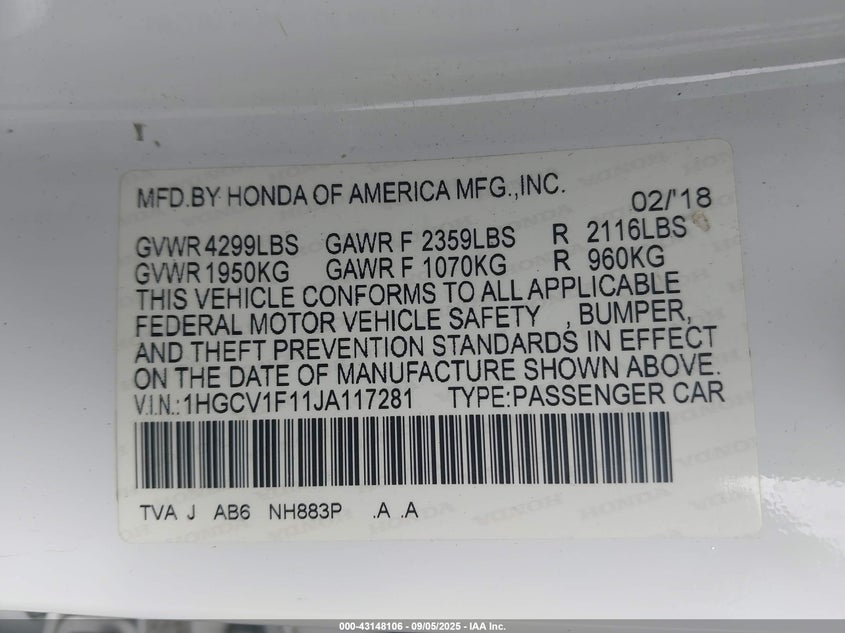 MFD.BY HONDA OF AMERICA MFG.,INC. 02/'18
GVWR 4299LBS GAWR F 2359LBS R 2116LBS
GVWR 1950KG GAWR F 1070KG R 960KG
THIS VEHICLE CONFORMS TO ALL APPLICABLE
FEDERAL MOTOR VEHICLE SAFETY , BUMPER,
AND THEFT PREVENTION STANDARDS IN EFFECT
ON THE DATE OF MANUFACTURE SHOWN ABOVE.
V.I.N.:1HGCV1F11JA117281 TYPE:PASSENGER CAR
TVA J AB6 NH883P .A .A
000-43148106 - 09/05/2025 - IAA Inc.